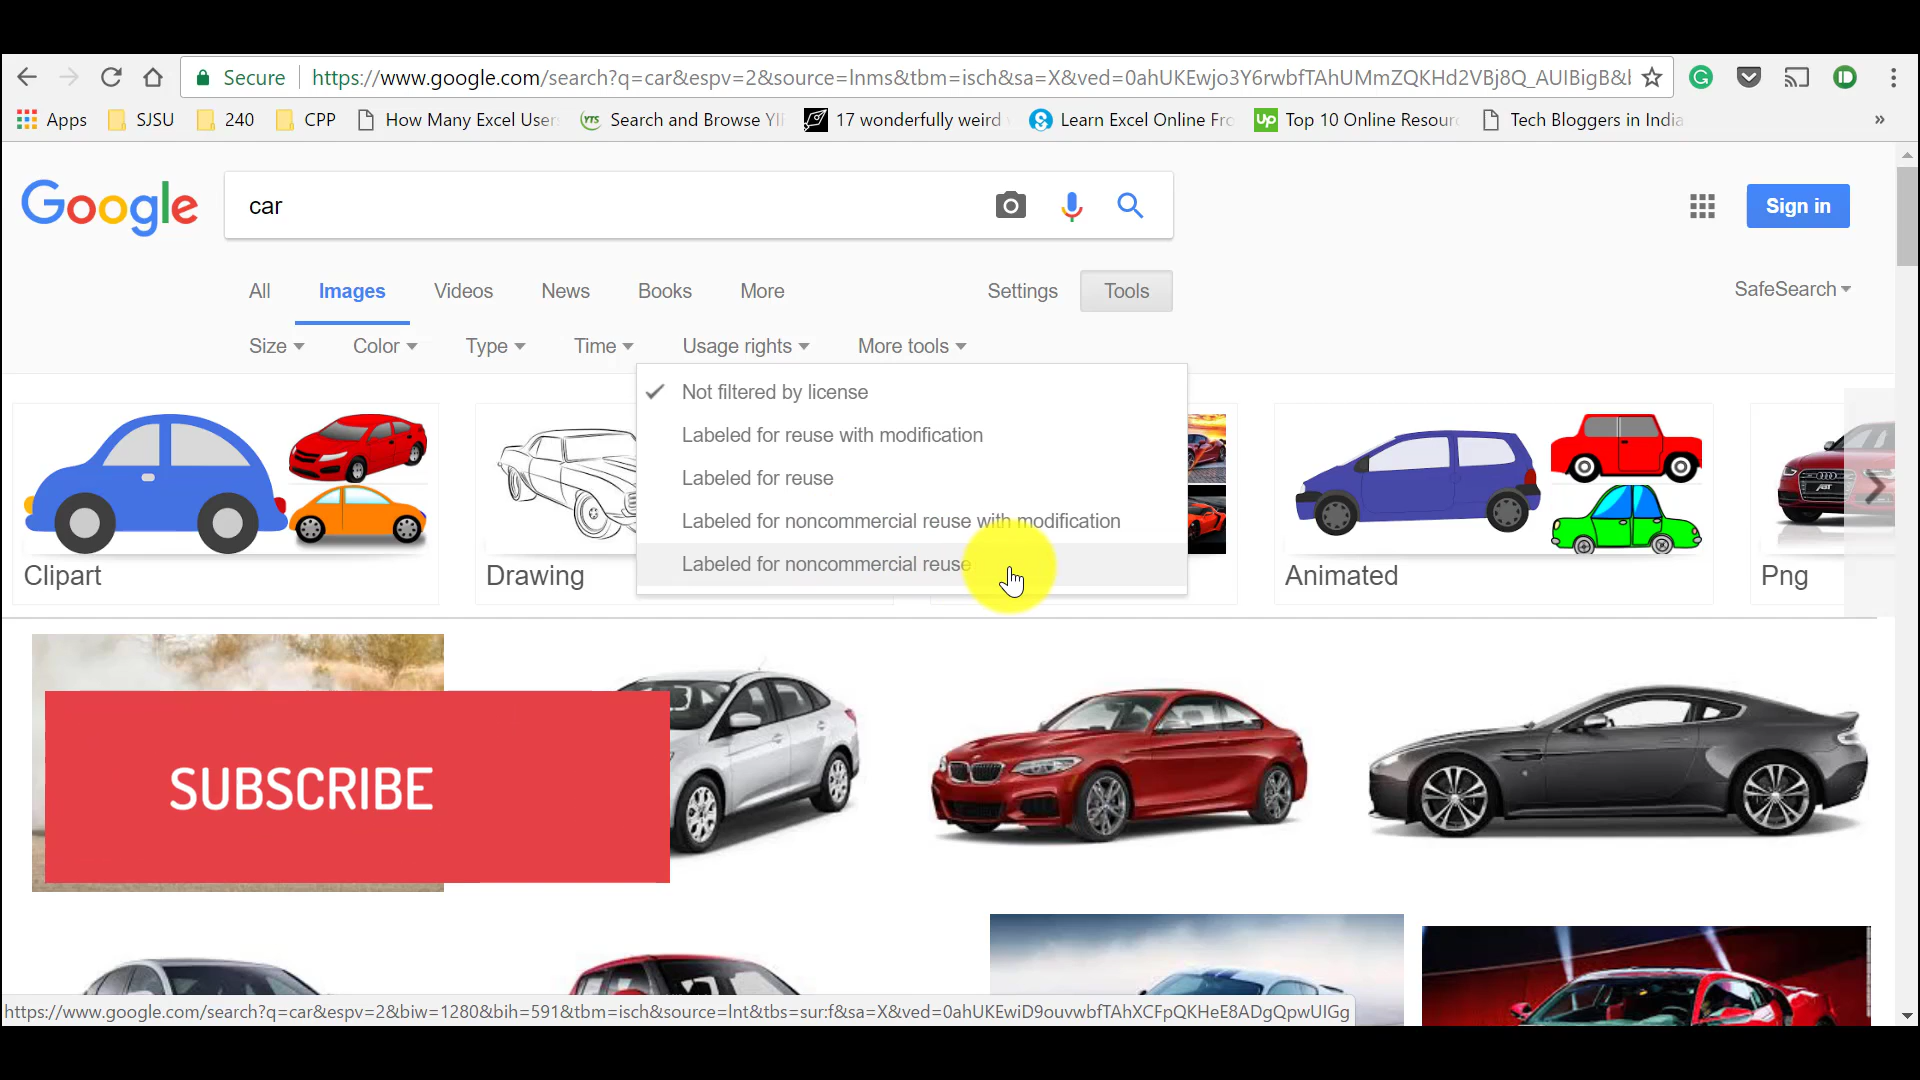 Secure https://www.google.com/search?q=car&espv=2&source=lnms&tbm=isch&sa=X&ved=0ahUKEwjo3Y6rwbfTAhUMmZQKHd2VBj8Q_AUIBigB&
Apps SJSU 240 CPP How Many Excel User Search and Browse YI 17 wonderfully weird Learn Excel Online Fro Top 10 Online Resour Tech Bloggers in India »
Google car Sign in
All Images Videos News Books More Settings Tools SafeSearch
Size Color Type Time Usage rights More tools
Not filtered by license
Labeled for reuse with modification
Labeled for reuse
Labeled for noncommercial reuse with modification
Labeled for noncommercial reuse
Clipart Drawing Animated Png
SUBSCRIBE
https://www.google.com/search?q=car&espv=2&biw=1280&bih=591&tbm=isch&source=lnt&tbs=sur:f&sa=X&ved=0ahUKEwiD9ouvwbfTAhXCFpQKHeE8ADgQpwUIGg